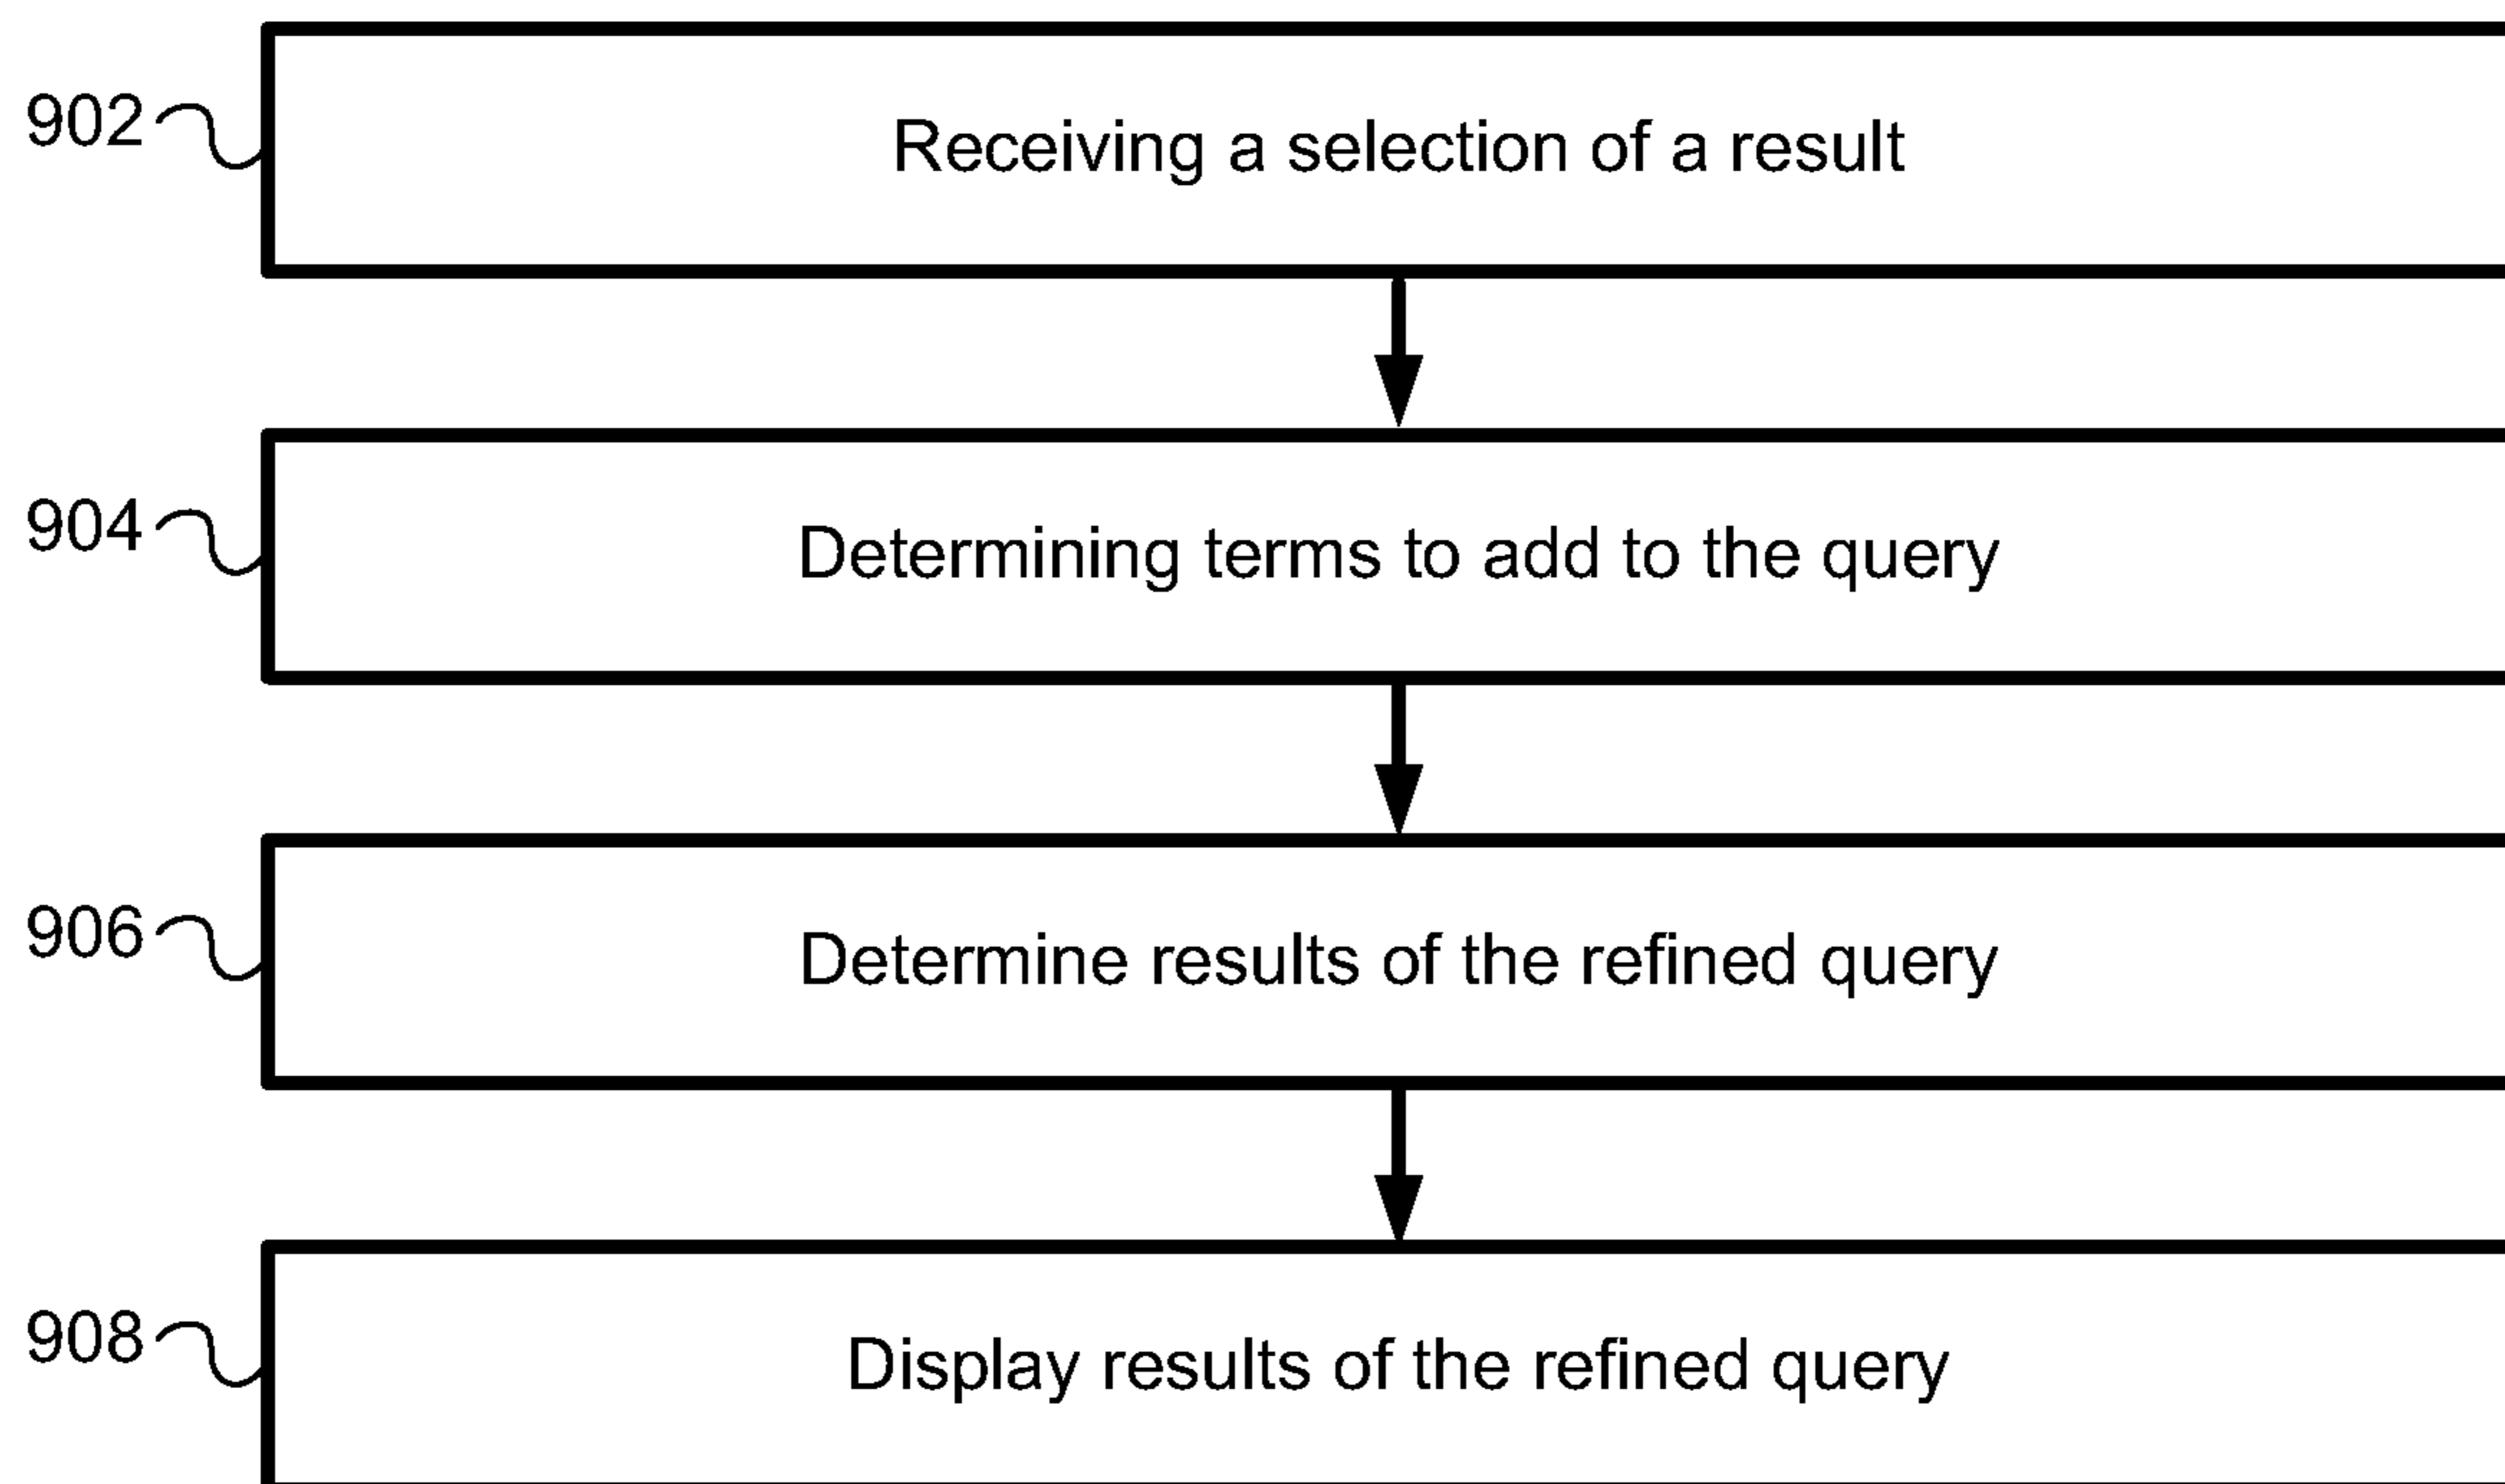 902
Receiving a selection of a result
904
Determining terms to add to the query
906
Determine results of the refined query
908
Display results of the refined query